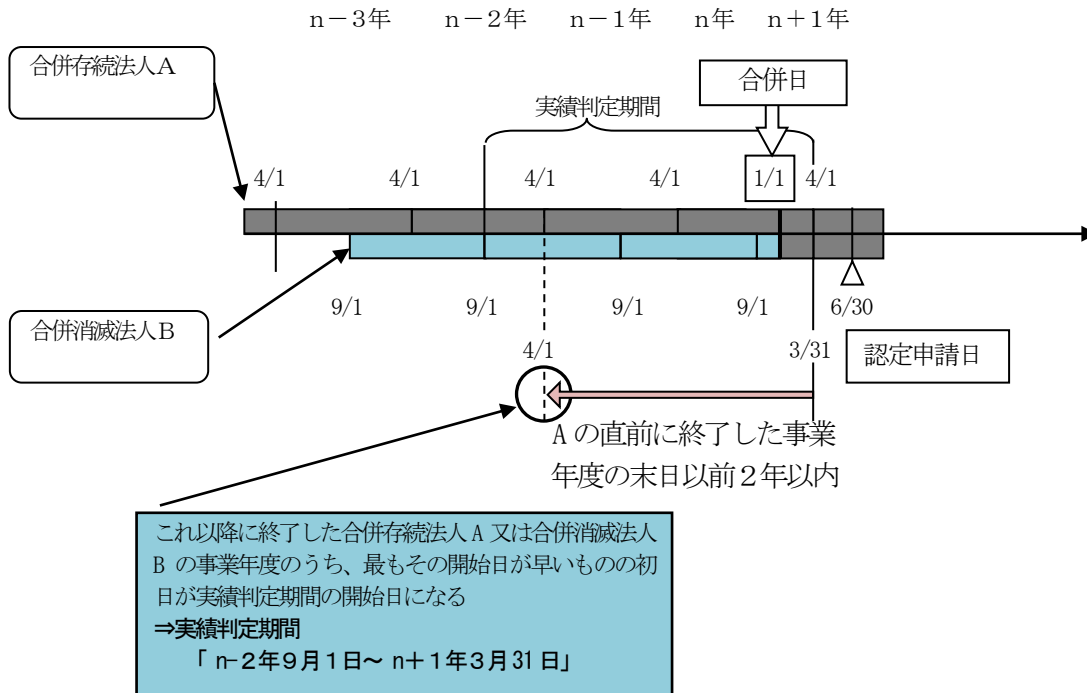 n－3年　n－2年　n－1年　n年　n＋1年
合併存続法人A
合併日
実績判定期間
4/1　4/1　4/1　4/1　1/1　4/1
9/1　9/1　9/1　9/1　6/30
合併消滅法人B
4/1　3/31　認定申請日
A の直前に終了した事業
年度の末日以前２年以内
これ以降に終了した合併存続法人 A 又は合併消滅法人
B の事業年度のうち、最もその開始日が早いものの初
日が実績判定期間の開始日になる
⇒実績判定期間
「 n-2年９月１日～ n＋1年３月31日」